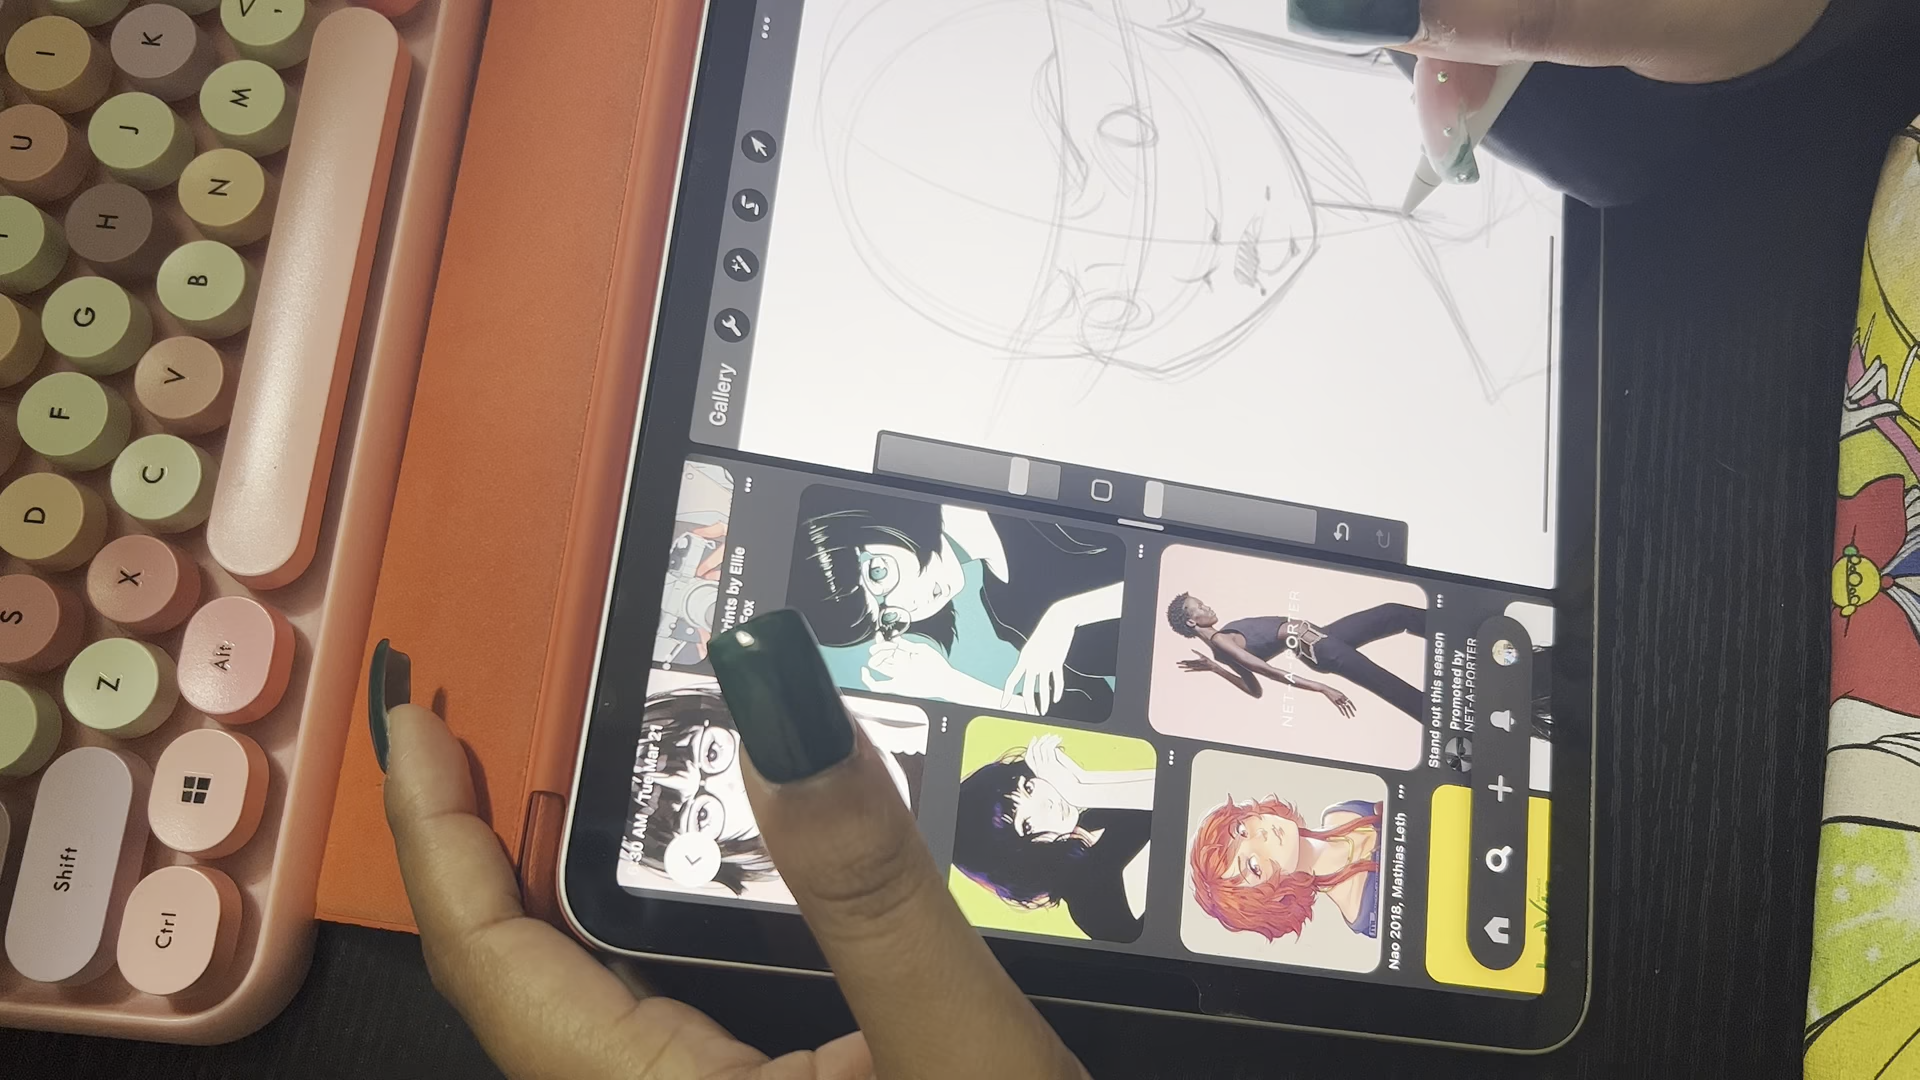 Gallery
30 AM Tue Mar 21
rints by Ellie
Fox
NET-A-PORTER
Stand out this season
Promoted by
NET-A-PORTER
Nao 2018, Mathias Leth
I
K
U
J
M
H
N
G
B
F
V
D
C
S
X
Z
Alt
Shift
Ctrl